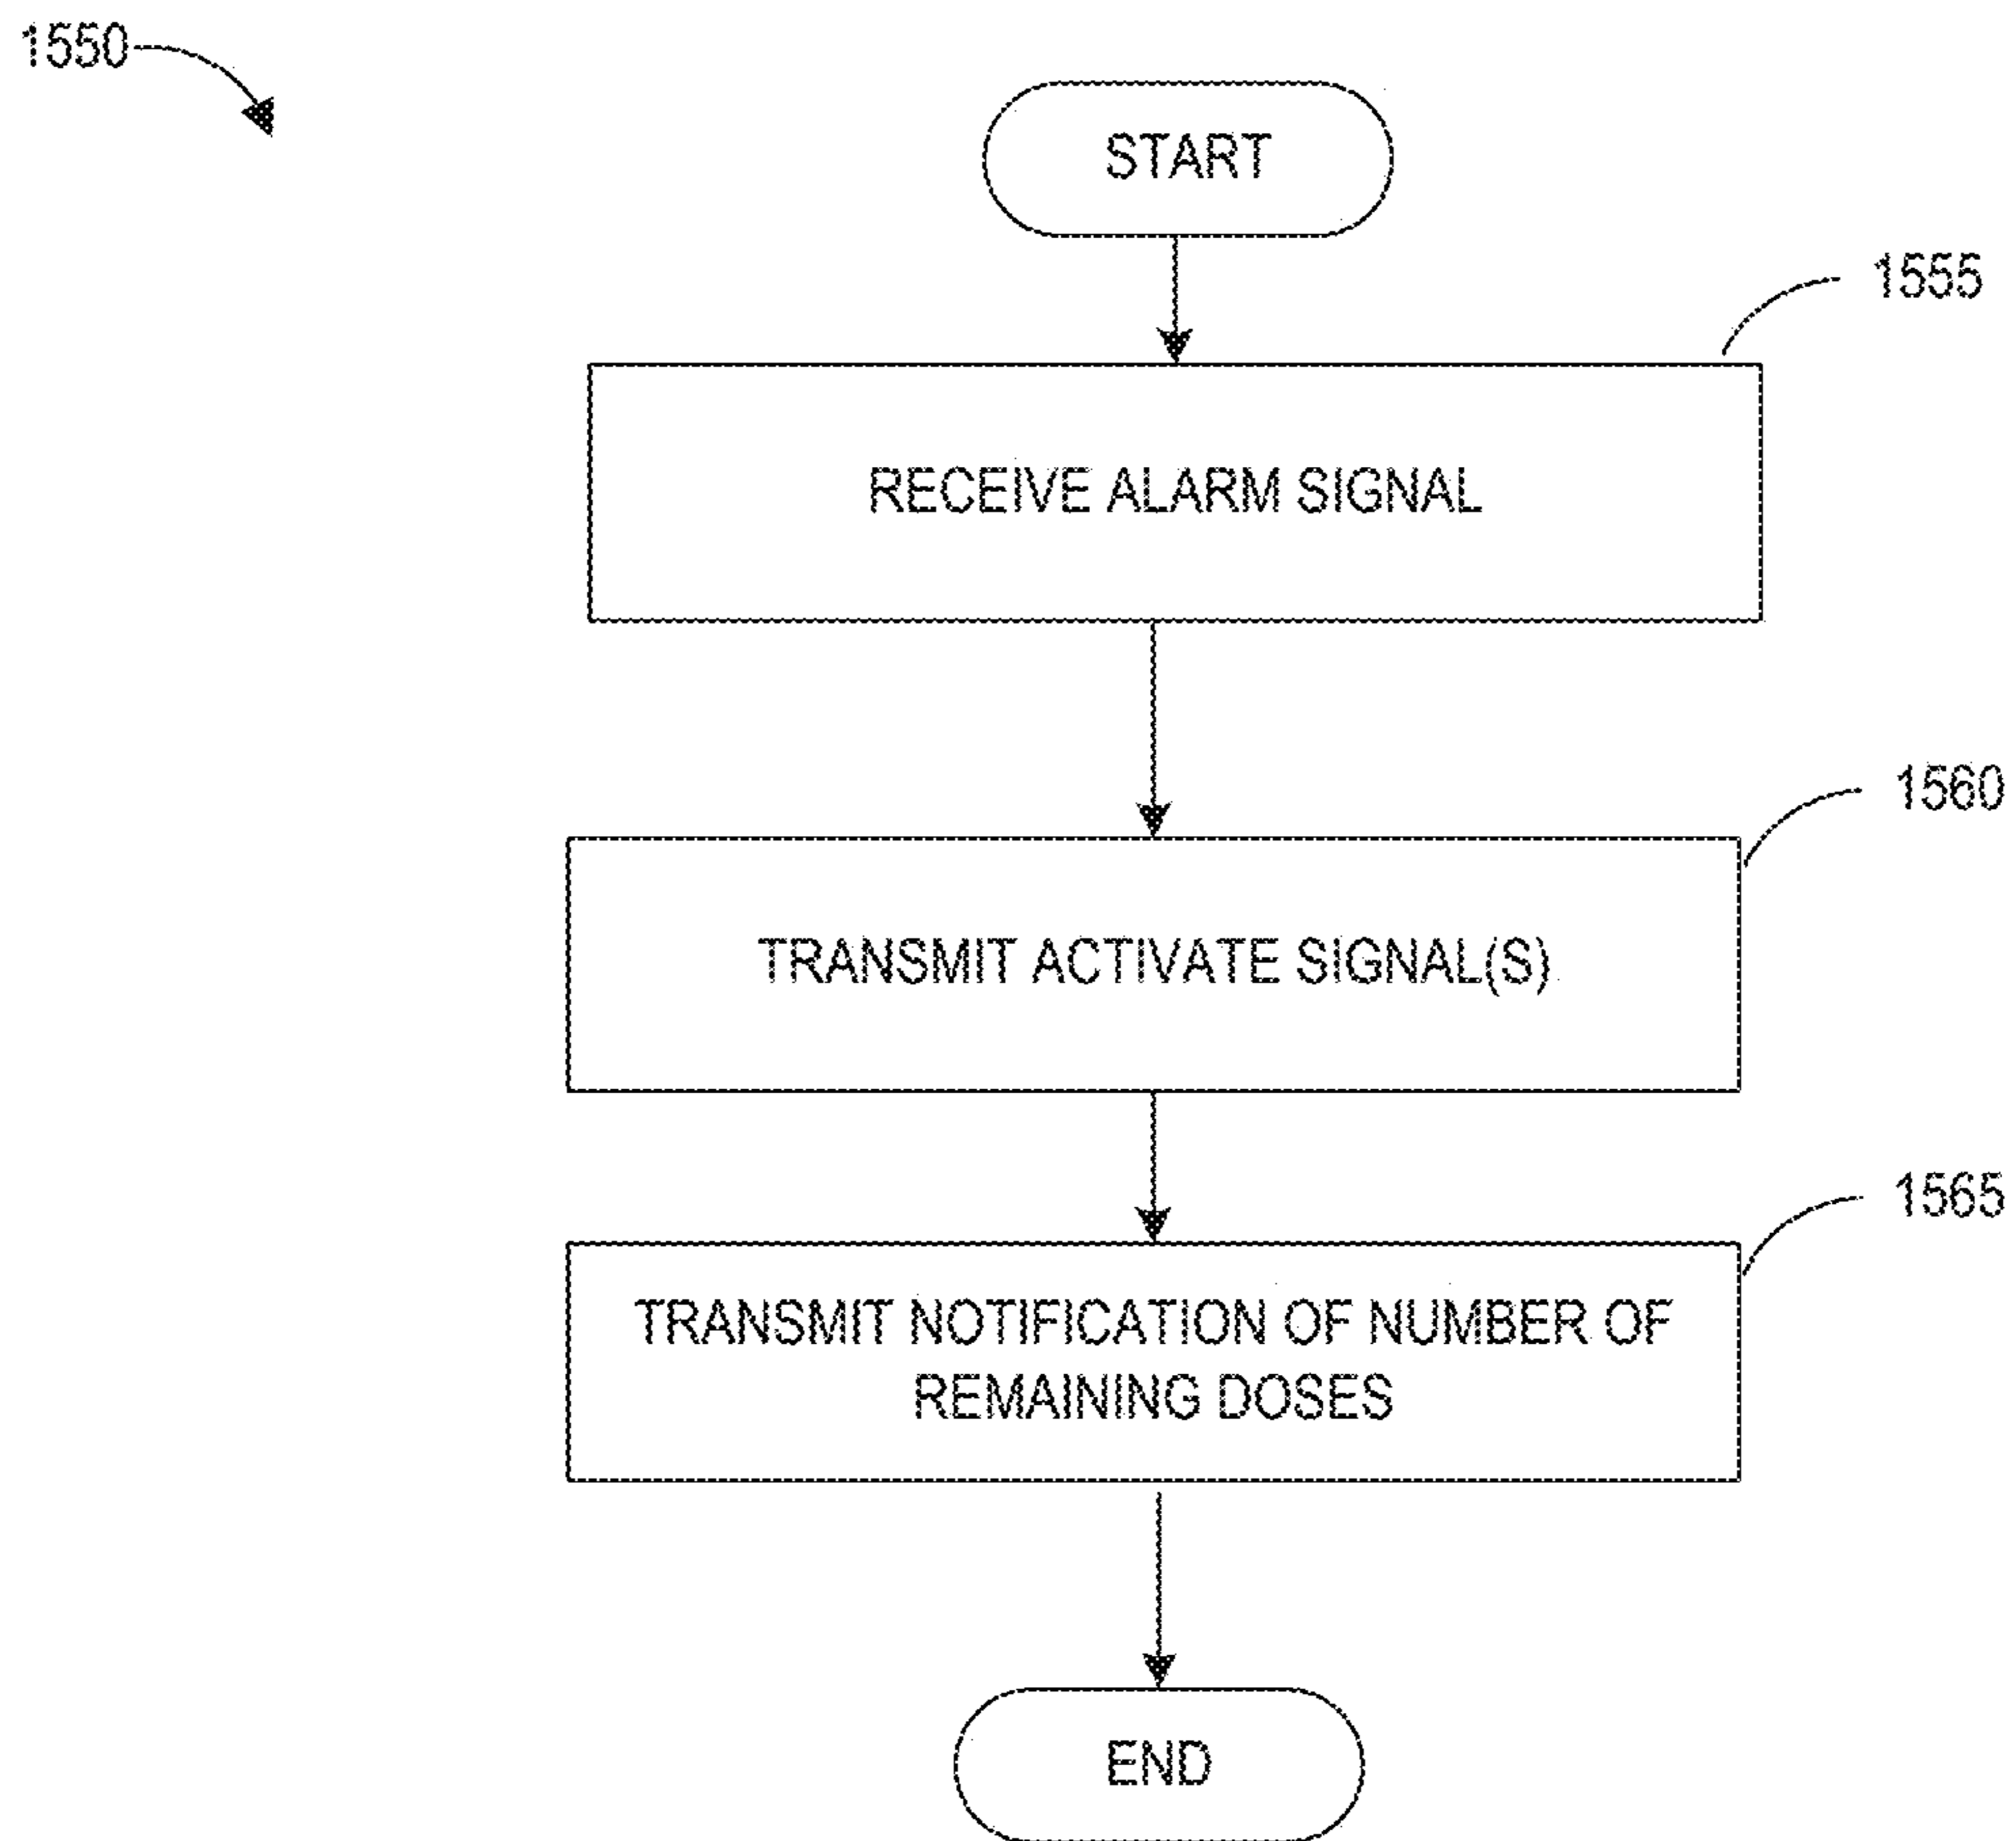 1550
START
1555
RECEIVE ALARM SIGNAL
1560
TRANSMIT ACTIVATE SIGNAL(S)
1565
TRANSMIT NOTIFICATION OF NUMBER OF
REMAINING DOSES
END